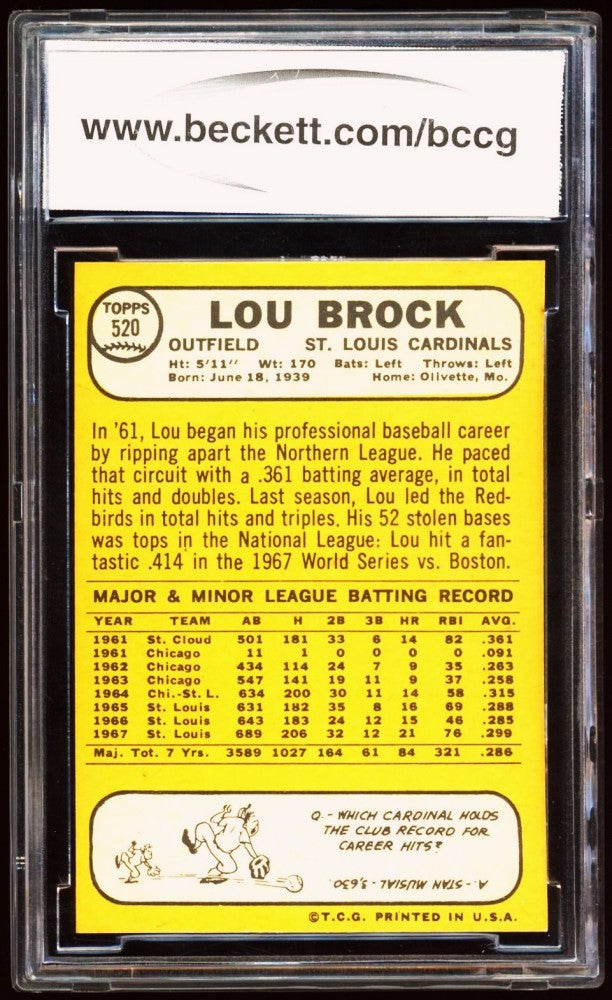 www.beckett.com/bccg
TOPPS
520
LOU BROCK
OUTFIELD ST. LOUIS CARDINALS
Ht: 5'11" Wt: 170 Bats: Left Throws: Left
Born: June 18, 1939 Home: Olivette, Mo.
In '61, Lou began his professional baseball career
by ripping apart the Northern League. He paced
that circuit with a .361 batting average, in total
hits and doubles. Last season, Lou led the Red-
birds in total hits and triples. His 52 stolen bases
was tops in the National League: Lou hit a fan-
tastic .414 in the 1967 World Series vs. Boston.
MAJOR & MINOR LEAGUE BATTING RECORD
YEAR TEAM AB H 2B 3B HR RBI AVG.
1961 St. Cloud 501 181 33 6 14 82 .361
1961 Chicago 11 1 0 0 0 0 .091
1962 Chicago 434 114 24 7 9 35 .263
1963 Chicago 547 141 19 11 9 37 .258
1964 Chi.-St. L. 634 200 30 11 14 58 .315
1965 St. Louis 631 182 35 8 16 69 .288
1966 St. Louis 643 183 24 12 15 46 .285
1967 St. Louis 689 206 32 12 21 76 .299
Maj. Tot. 7 Yrs. 3589 1027 164 61 84 321 .286
Q.- WHICH CARDINAL HOLDS
THE CLUB RECORD FOR
CAREER HITS?
A.- STAN MUSIAL - 3,630.
©T.C.G. PRINTED IN U.S.A.